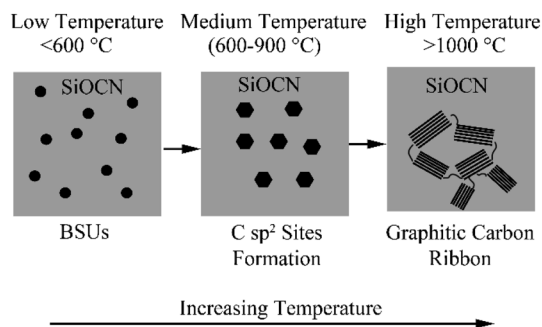 Low Temperature
<600 °C
SiOCN
BSUs
Medium Temperature
(600-900 °C)
SiOCN
C sp² Sites
Formation
High Temperature
>1000 °C
SiOCN
Graphitic Carbon
Ribbon
Increasing Temperature